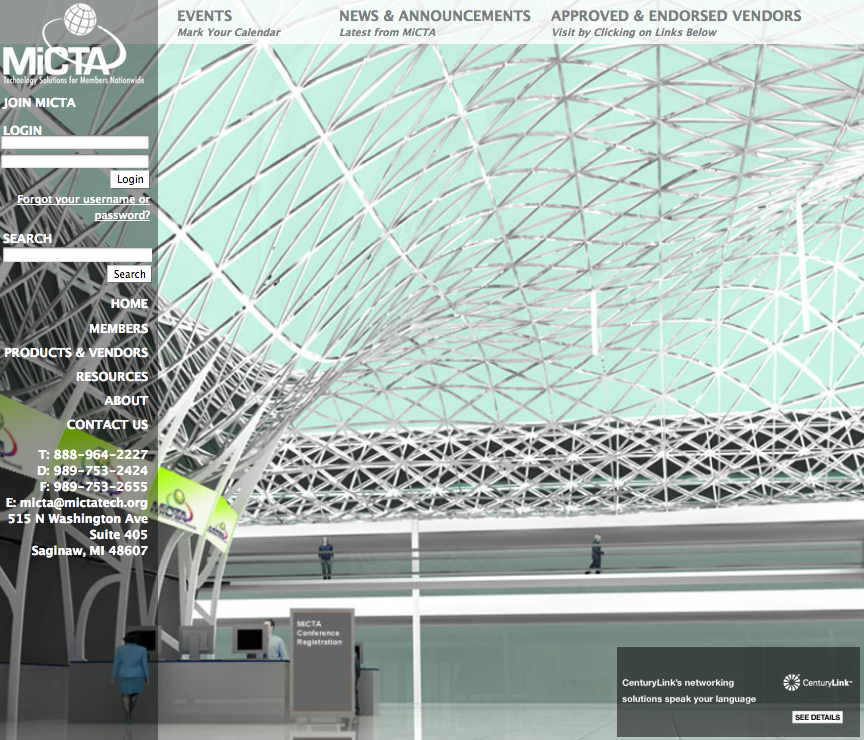 MiCTA
Technology Solutions for Members Nationwide
EVENTS
Mark Your Calendar
NEWS & ANNOUNCEMENTS
Latest from MiCTA
APPROVED & ENDORSED VENDORS
Visit by Clicking on Links Below
JOIN MICTA
LOGIN
Login
Forgot your username or
password?
SEARCH
Search
HOME
MEMBERS
PRODUCTS & VENDORS
RESOURCES
ABOUT
CONTACT US
T: 888-964-2227
D: 989-753-2424
F: 989-753-2655
E: micta@mictatech.org
515 N Washington Ave
Suite 405
Saginaw, MI 48607
MiCTA
MiCTA
Conference
Registration
CenturyLink's networking
solutions speak your language
CenturyLink™
SEE DETAILS